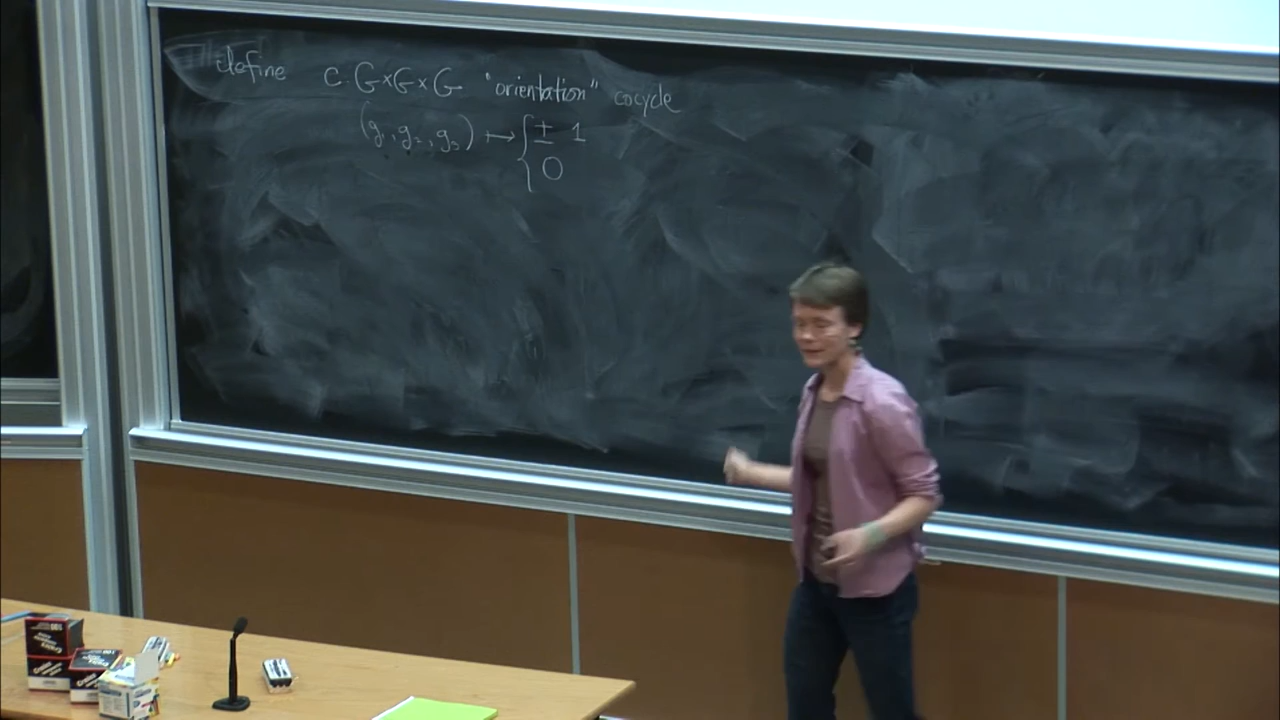 define c: G×G×G "orientation" cocycle
(g₁, g₂, g₃) ↦ { ± 1
0